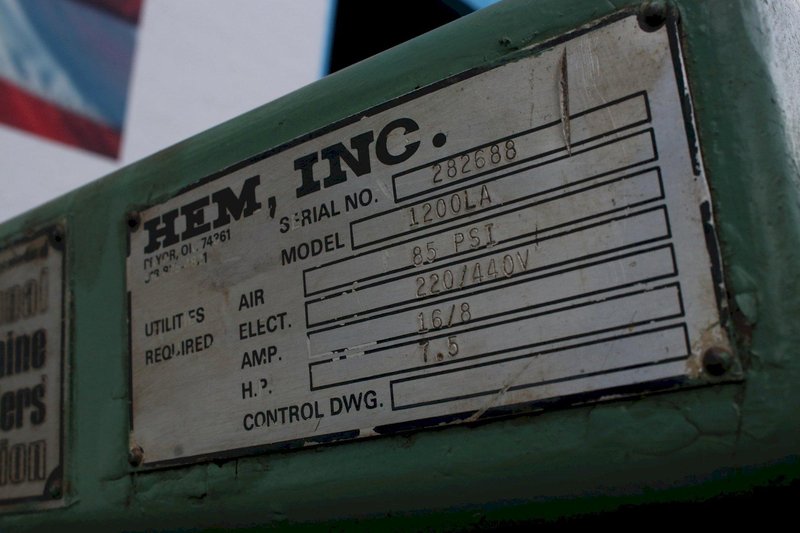 HEM, INC.
74361
SERIAL NO. 282688
MODEL 1200LA
UTILITIES REQUIRED
AIR 85 PSI
ELECT. 220/440V
AMP. 16/8
H.P. 7.5
CONTROL DWG.